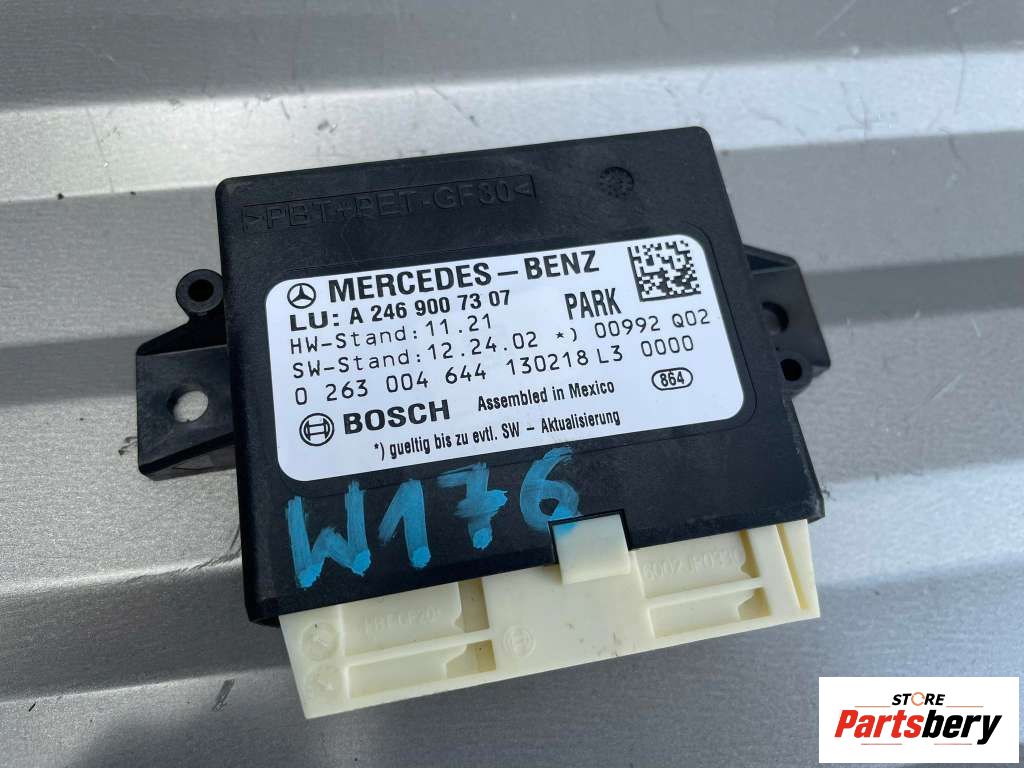 >PBT+PET-GF30<
MERCEDES-BENZ
LU: A 246 900 73 07
PARK
HW-Stand: 11.21
SW-Stand: 12.24.02 *) 00992 Q02
0 263 004 644 130218 L3 0000
BOSCH Assembled in Mexico 864
*) gueltig bis zu evtl. SW - Aktualisierung
W176
STORE
Partsbery